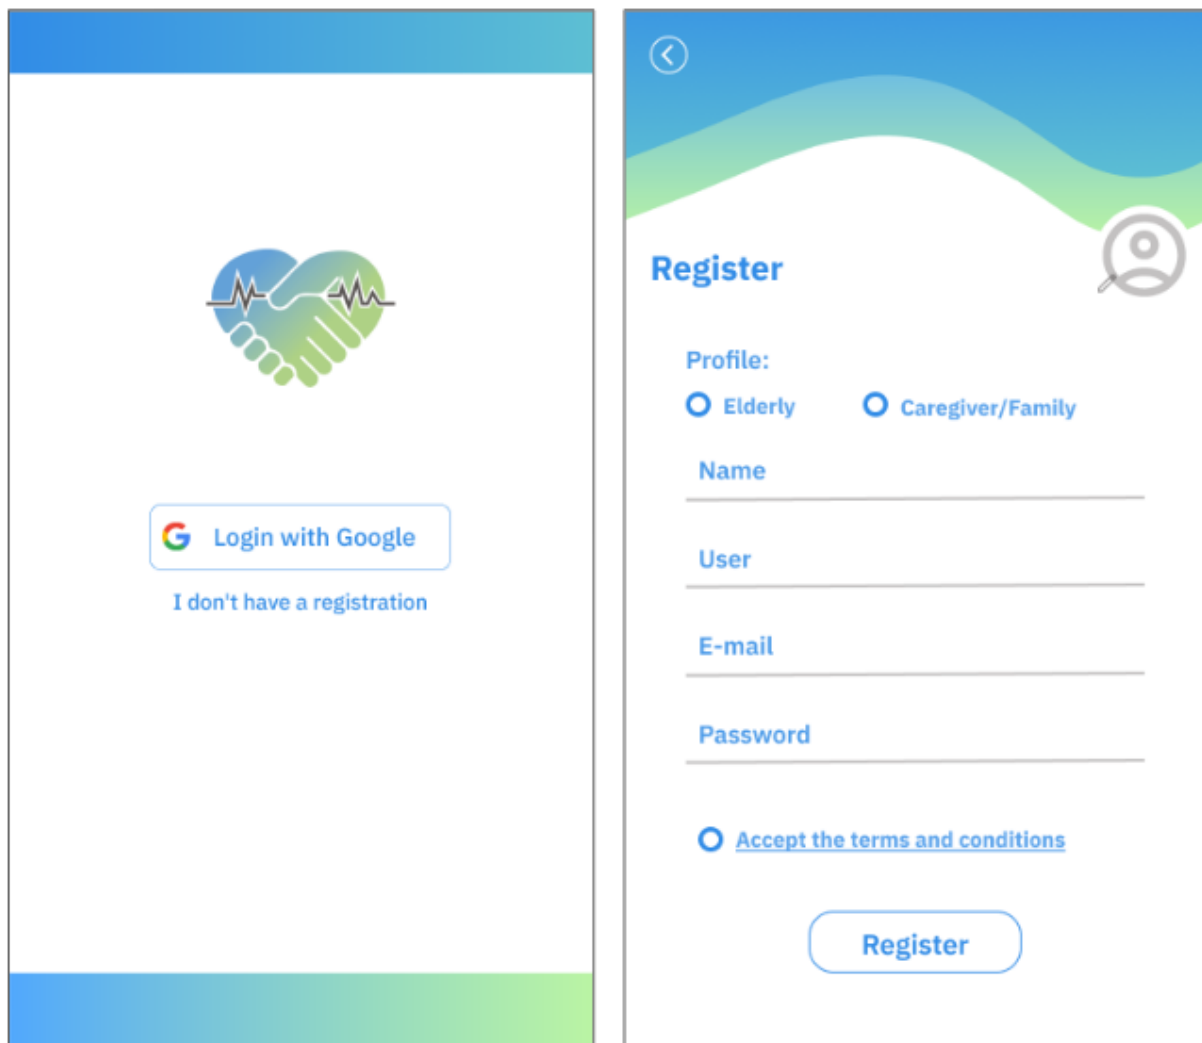 Login with Google
I don't have a registration
Register
Profile:
Elderly
Caregiver/Family
Name
User
E-mail
Password
Accept the terms and conditions
Register